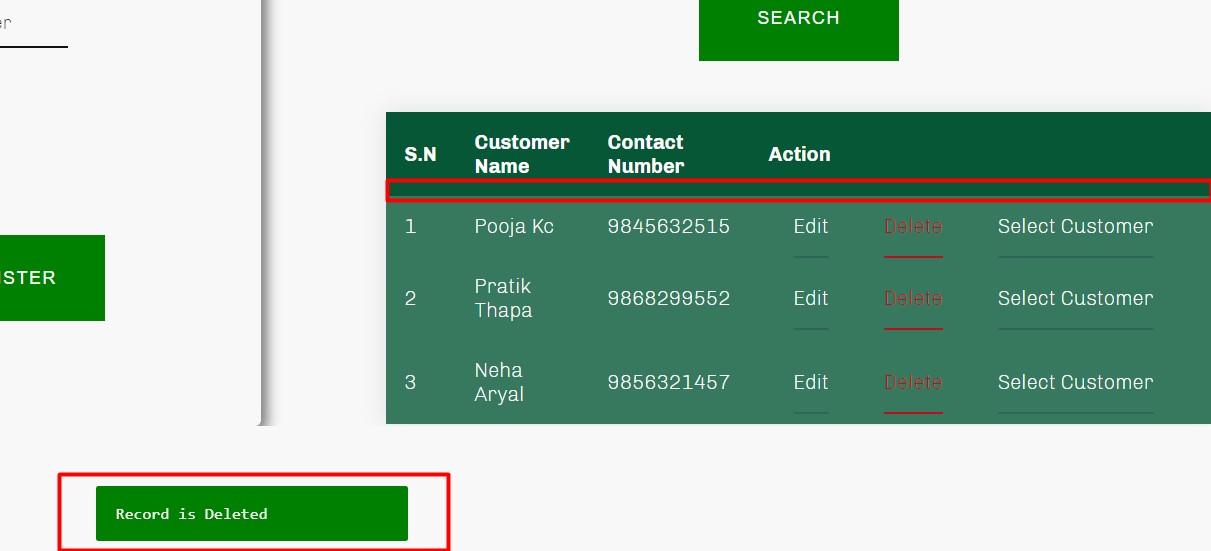 er
SEARCH
S.N Customer Name Contact Number Action
1 Pooja Kc 9845632515 Edit Delete Select Customer
ISTER
2 Pratik Thapa 9868299552 Edit Delete Select Customer
3 Neha Aryal 9856321457 Edit Delete Select Customer
Record is Deleted